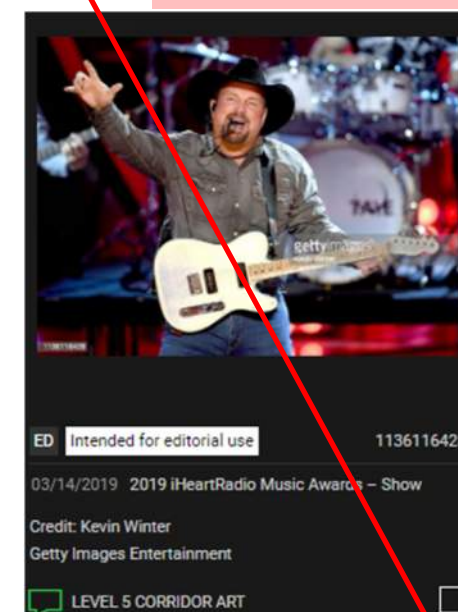 gettyimages
ED Intended for editorial use 113611642
03/14/2019 2019 iHeartRadio Music Awards – Show
Credit: Kevin Winter
Getty Images Entertainment
LEVEL 5 CORRIDOR ART